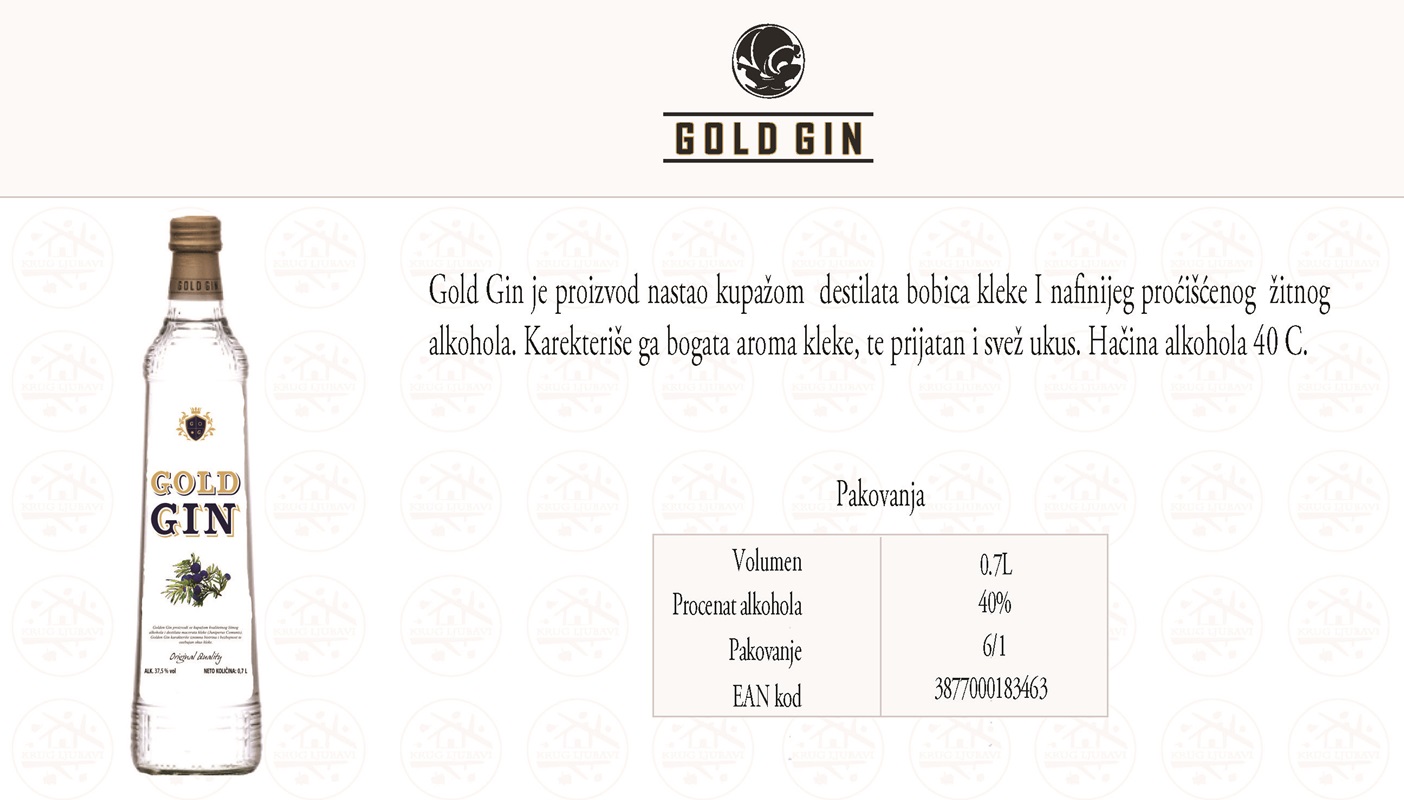 GOLD GIN
GOLD GIN
Gold Gin je proizvod nastao kupažom destilata bobica kleke I nafinijeg proćišćenog žitnog
alkohola. Karekteriše ga bogata aroma kleke, te prijatan i svež ukus. Hačina alkohola 40 C.
GOLD
GIN
Original Quality
ALK. 37,5 % vol NETO KOLIČINA: 0,7 L
Pakovanja
Volumen 0.7L
Procenat alkohola 40%
Pakovanje 6/1
EAN kod 3877000183463